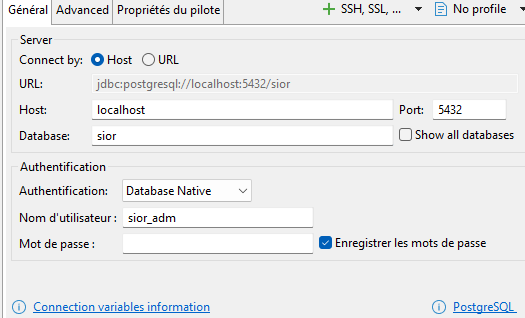 Général Advanced Propriétés du pilote SSH, SSL, ... No profile
Server
Connect by: Host URL
URL: jdbc:postgresql://localhost:5432/sior
Host: localhost Port: 5432
Database: sior Show all databases
Authentification
Authentification: Database Native
Nom d'utilisateur : sior_adm
Mot de passe : Enregistrer les mots de passe
Connection variables information PostgreSQL